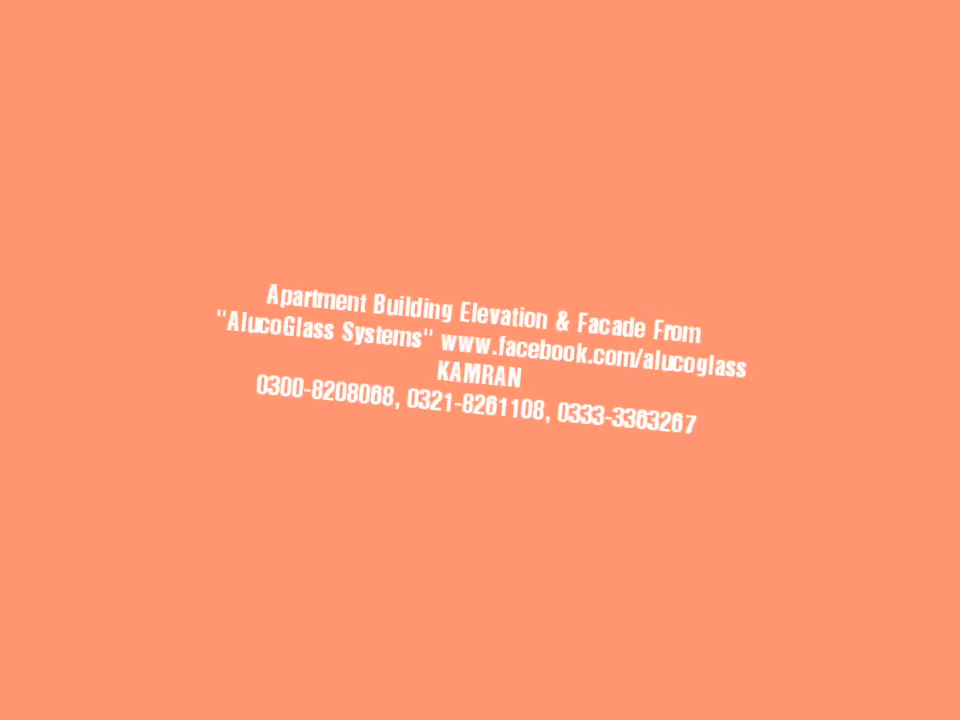 Apartment Building Elevation & Facade From
"AlucoGlass Systems" www.facebook.com/alucoglass
KAMRAN
0300-8208068, 0321-8261108, 0333-3363267